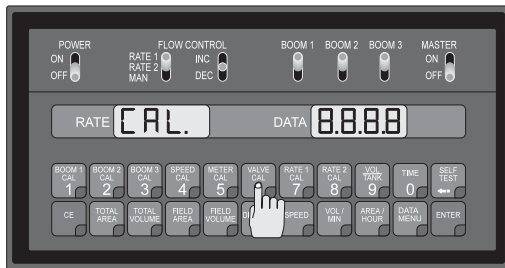 POWER
ON
OFF
FLOW CONTROL
RATE 1
RATE 2
MAN
INC
DEC
BOOM 1 BOOM 2 BOOM 3
MASTER
ON
OFF
RATE CAL. DATA 8.8.8.8
BOOM 1 CAL 1
BOOM 2 CAL 2
BOOM 3 CAL 3
SPEED CAL 4
METER CAL 5
VALVE CAL
RATE 1 CAL 7
RATE 2 CAL 8
VOL TANK 9
TIME 0
SELF TEST
CE
TOTAL AREA
TOTAL VOLUME
FIELD AREA
FIELD VOLUME
SPEED
VOL / MIN
AREA / HOUR
DATA MENU
ENTER